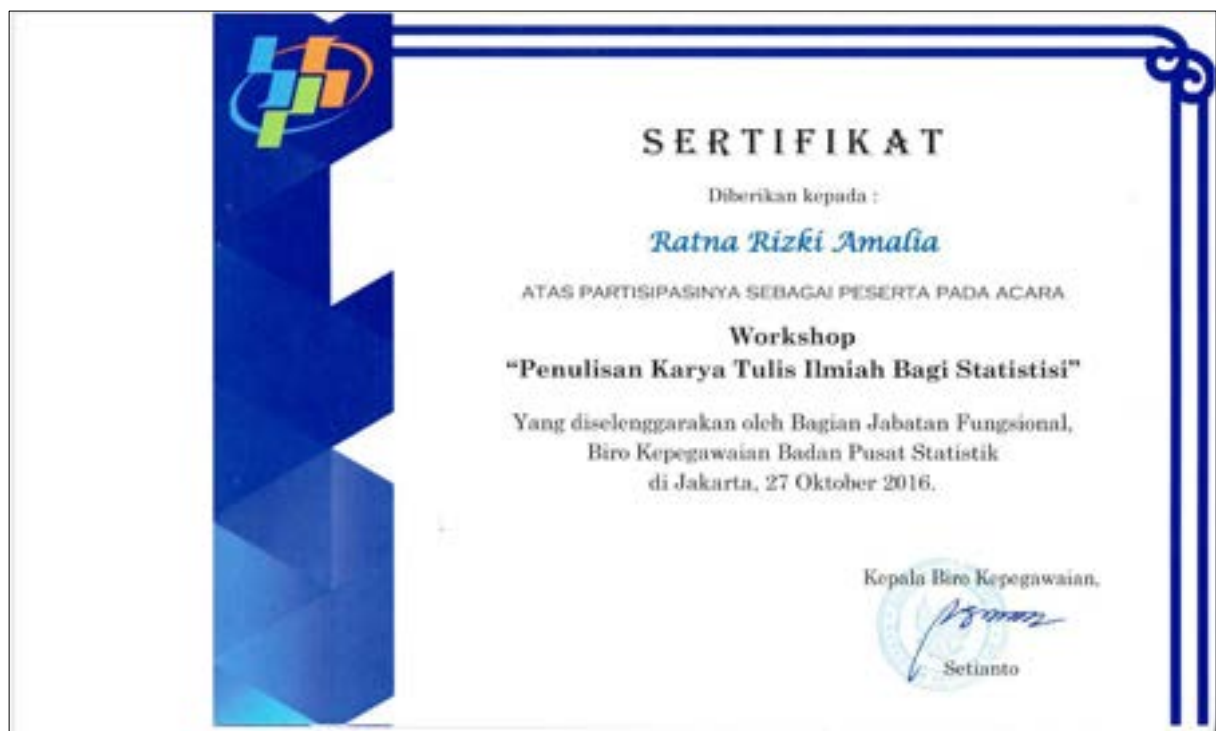 SERTIFIKAT
Diberikan kepada :
Ratna Rizki Amalia
ATAS PARTISIPASINYA SEBAGAI PESERTA PADA ACARA
Workshop
“Penulisan Karya Tulis Ilmiah Bagi Statistisi”
Yang diselenggarakan oleh Bagian Jabatan Fungsional,
Biro Kepegawaian Badan Pusat Statistik
di Jakarta, 27 Oktober 2016.
Kepala Biro Kepegawaian,
Setianto